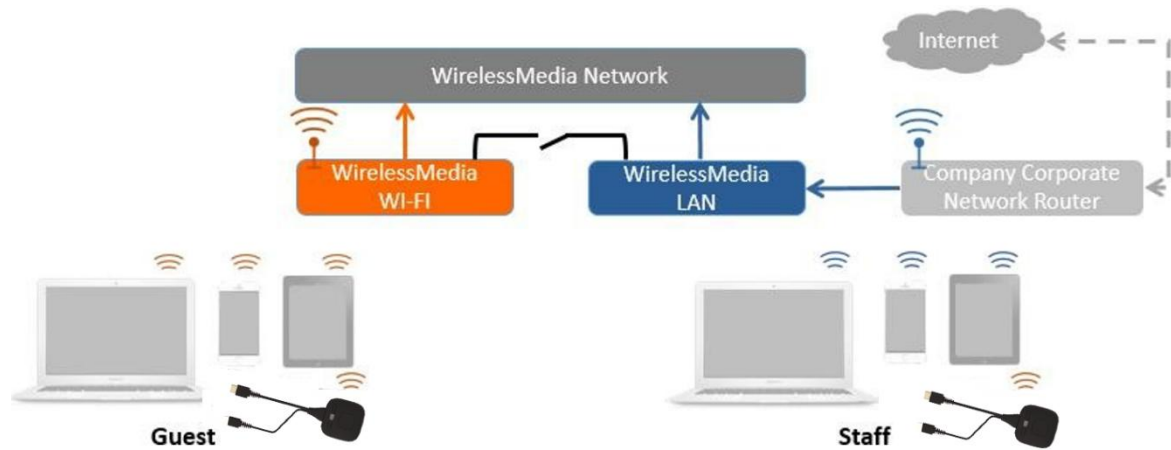 Internet
WirelessMedia Network
WirelessMedia
WI-FI
WirelessMedia
LAN
Company Corporate
Network Router
Guest
Staff